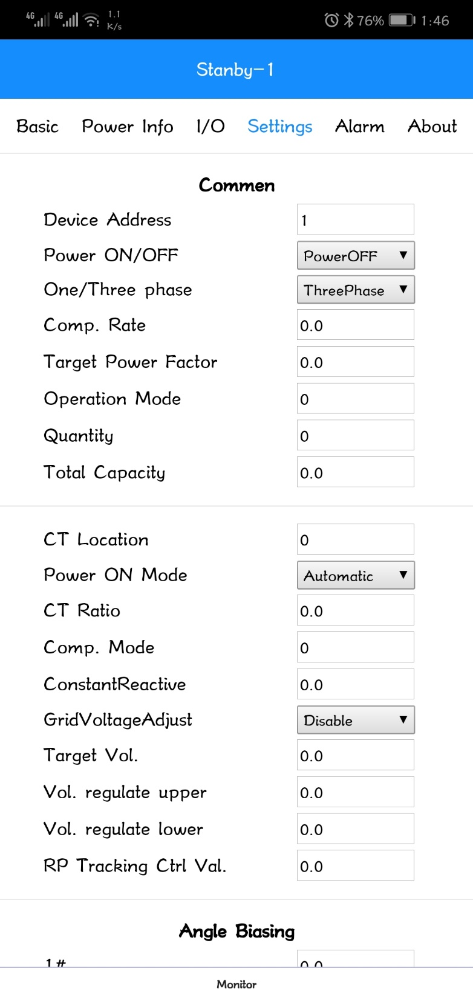 4G 4G 1.1 K/s 76% 1:46
Stanby-1
Basic Power Info I/O Settings Alarm About
Commen
Device Address 1
Power ON/OFF PowerOFF
One/Three phase ThreePhase
Comp. Rate 0.0
Target Power Factor 0.0
Operation Mode 0
Quantity 0
Total Capacity 0.0
CT Location 0
Power ON Mode Automatic
CT Ratio 0.0
Comp. Mode 0
ConstantReactive 0.0
GridVoltageAdjust Disable
Target Vol. 0.0
Vol. regulate upper 0.0
Vol. regulate lower 0.0
RP Tracking Ctrl Val. 0.0
Angle Biasing
1# 0.0
Monitor